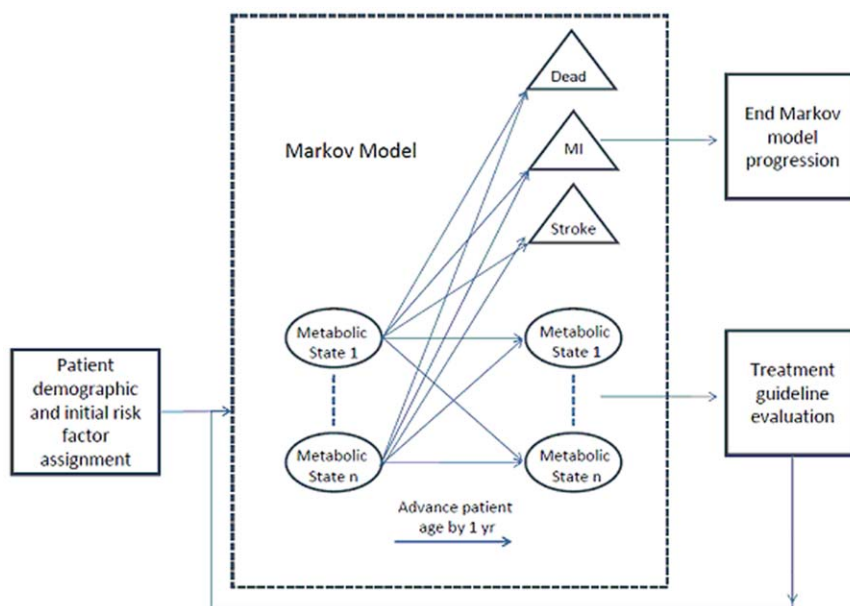 Dead
End Markov
model
progression
Markov Model
MI
Stroke
Metabolic
State 1
Metabolic
State 1
Patient
demographic
and initial risk
factor
assignment
Treatment
guideline
evaluation
Metabolic
State n
Metabolic
State n
Advance patient
age by 1 yr